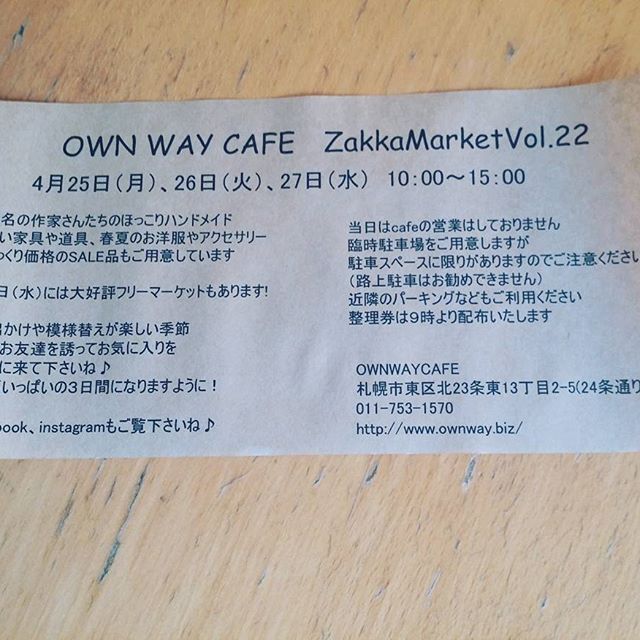 OWN WAY CAFE ZakkaMarketVol.22
4月25日(月)、26日(火)、27日(水) 10:00~15:00
名の作家さんたちのほっこりハンドメイド
い家具や道具、春夏のお洋服やアクセサリー
っくり価格のSALE品もご用意しています
日(水)には大好評フリーマーケットもあります!
かけや模様替えが楽しい季節
お友達を誘ってお気に入りを
に来て下さいね♪
いっぱいの3日間になりますように!
book、instagramもご覧下さいね♪
当日はcafeの営業はしておりません
臨時駐車場をご用意しますが
駐車スペースに限りがありますのでご注意ください
(路上駐車はお勧めできません)
近隣のパーキングなどもご利用ください
整理券は9時より配布いたします
OWNWAYCAFE
札幌市東区北23条東13丁目2-5(24条通り
011-753-1570
http://www.ownway.biz/